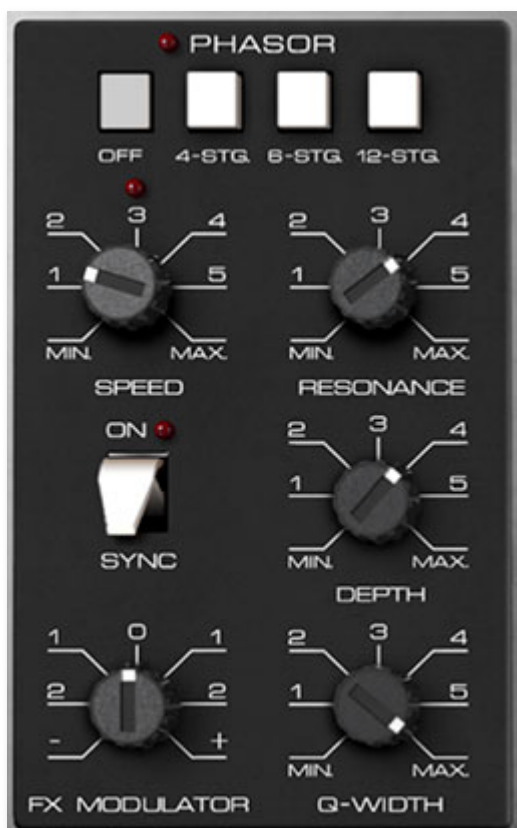 PHASOR
OFF 4-STG. 6-STG. 12-STG.
2 3 4
1 5
MIN. MAX.
SPEED
2 3 4
1 5
MIN. MAX.
RESONANCE
ON
SYNC
2 3 4
1 5
MIN. MAX.
DEPTH
1 0 1
2 2
- +
FX MODULATOR
2 3 4
1 5
MIN. MAX.
Q-WIDTH